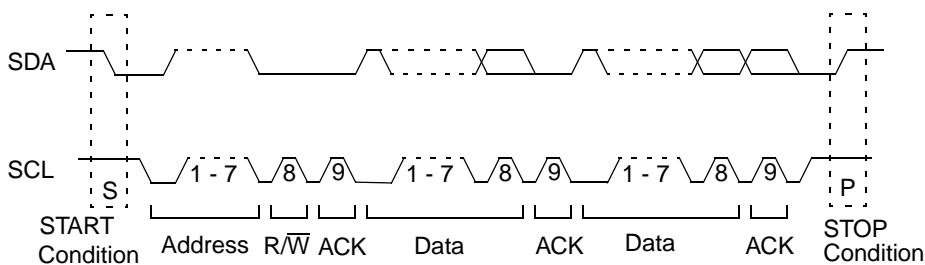 SDA
SCL
1 - 7 8 9 1 - 7 8 9 1 - 7 8 9
S P
START Condition
Address R/W̅ ACK Data ACK Data ACK
STOP Condition